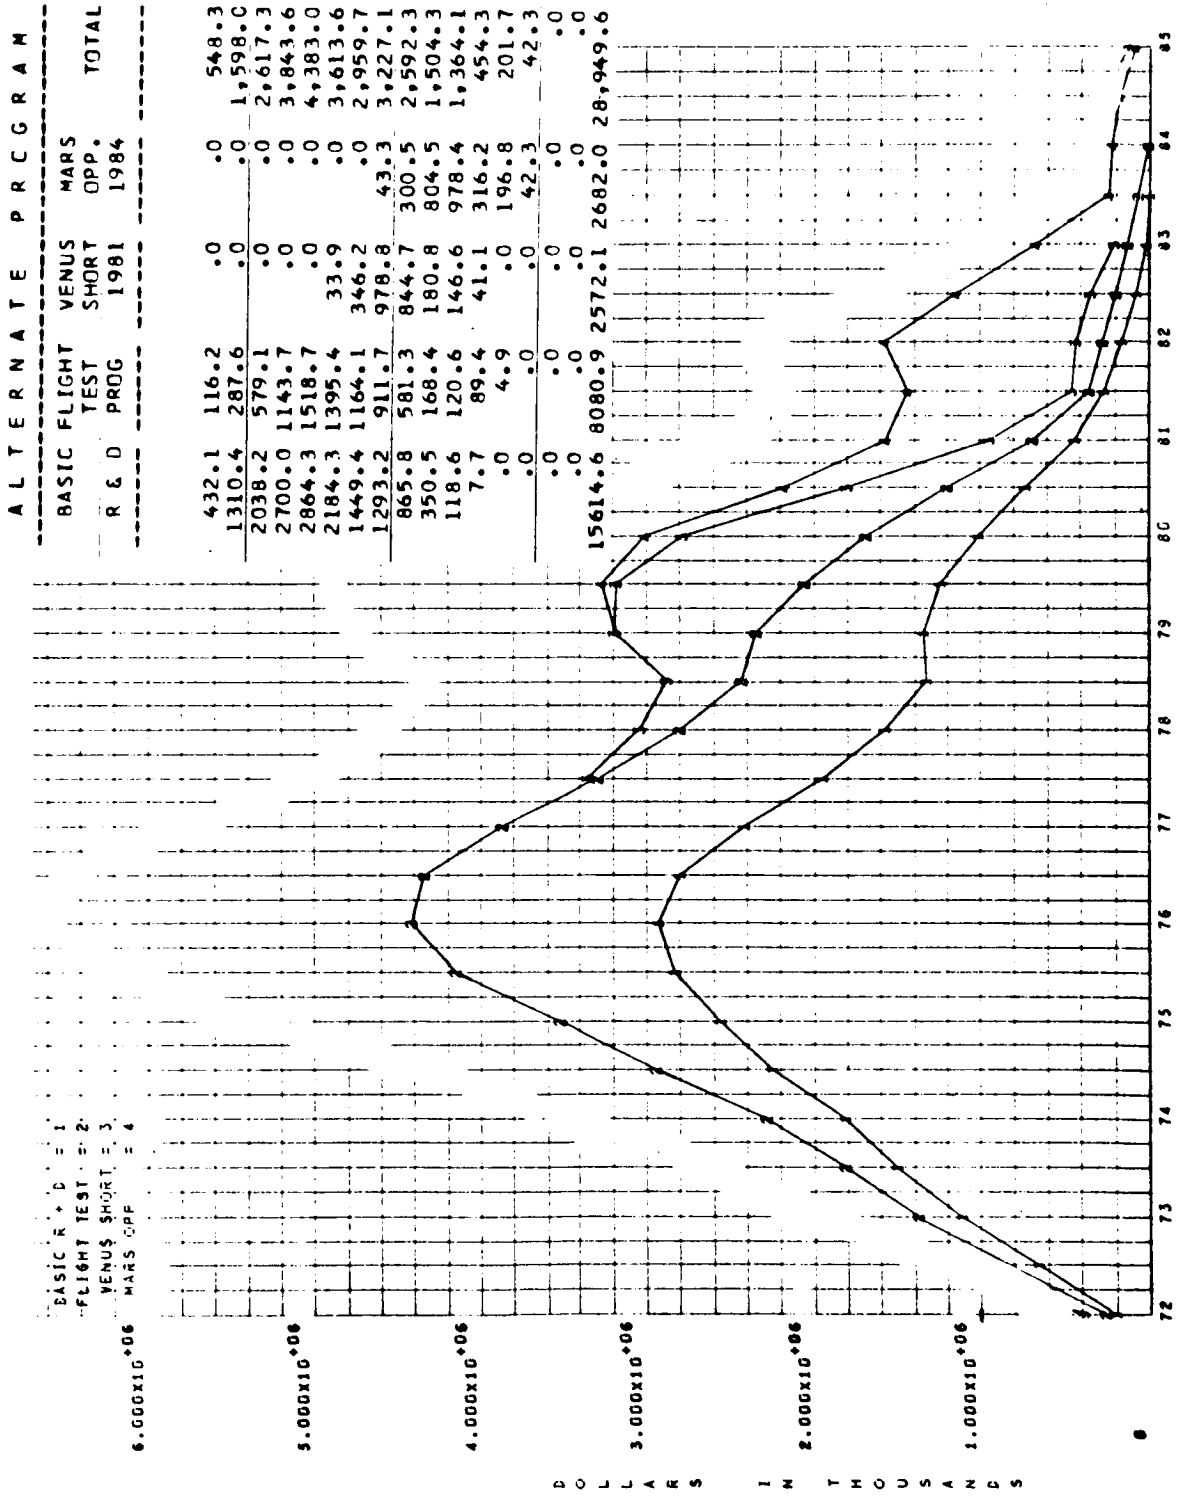 A L T E R N A T E P R C G R A M
BASIC FLIGHT VENUS MARS
TEST SHORT OPP. TOTAL
R & D PROG 1981 1984
432.1 116.2 .0 .0 548.3
1310.4 287.6 .0 .0 1,598.0
2038.2 579.1 .0 .0 2,617.3
2700.0 1143.7 .0 .0 3,843.6
2864.3 1518.7 .0 .0 4,383.0
2184.3 1395.4 33.9 .0 3,613.6
1449.4 1164.1 346.2 .0 2,959.7
1293.2 911.7 978.8 43.3 3,227.1
865.8 581.3 844.7 300.5 2,592.3
350.5 168.4 180.8 804.5 1,504.3
118.6 120.6 146.6 978.4 1,364.1
7.7 89.4 41.1 316.2 454.3
.0 4.9 .0 196.8 201.7
.0 .0 .0 42.3 42.3
.0 .0 .0 .0 .0
.0 .0 .0 .0 .0
15614.6 8080.9 2572.1 2682.0 28,949.6
BASIC R + D = 1
FLIGHT TEST = 2
VENUS SHORT = 3
MARS OPP = 4
6.000X10+06
5.000X10+06
4.000X10+06
3.000X10+06
2.000X10+06
1.000X10+06
0
D O L L A R S I N T H O U S A N D S
72 73 74 75 76 77 78 79 80 81 82 83 84 85